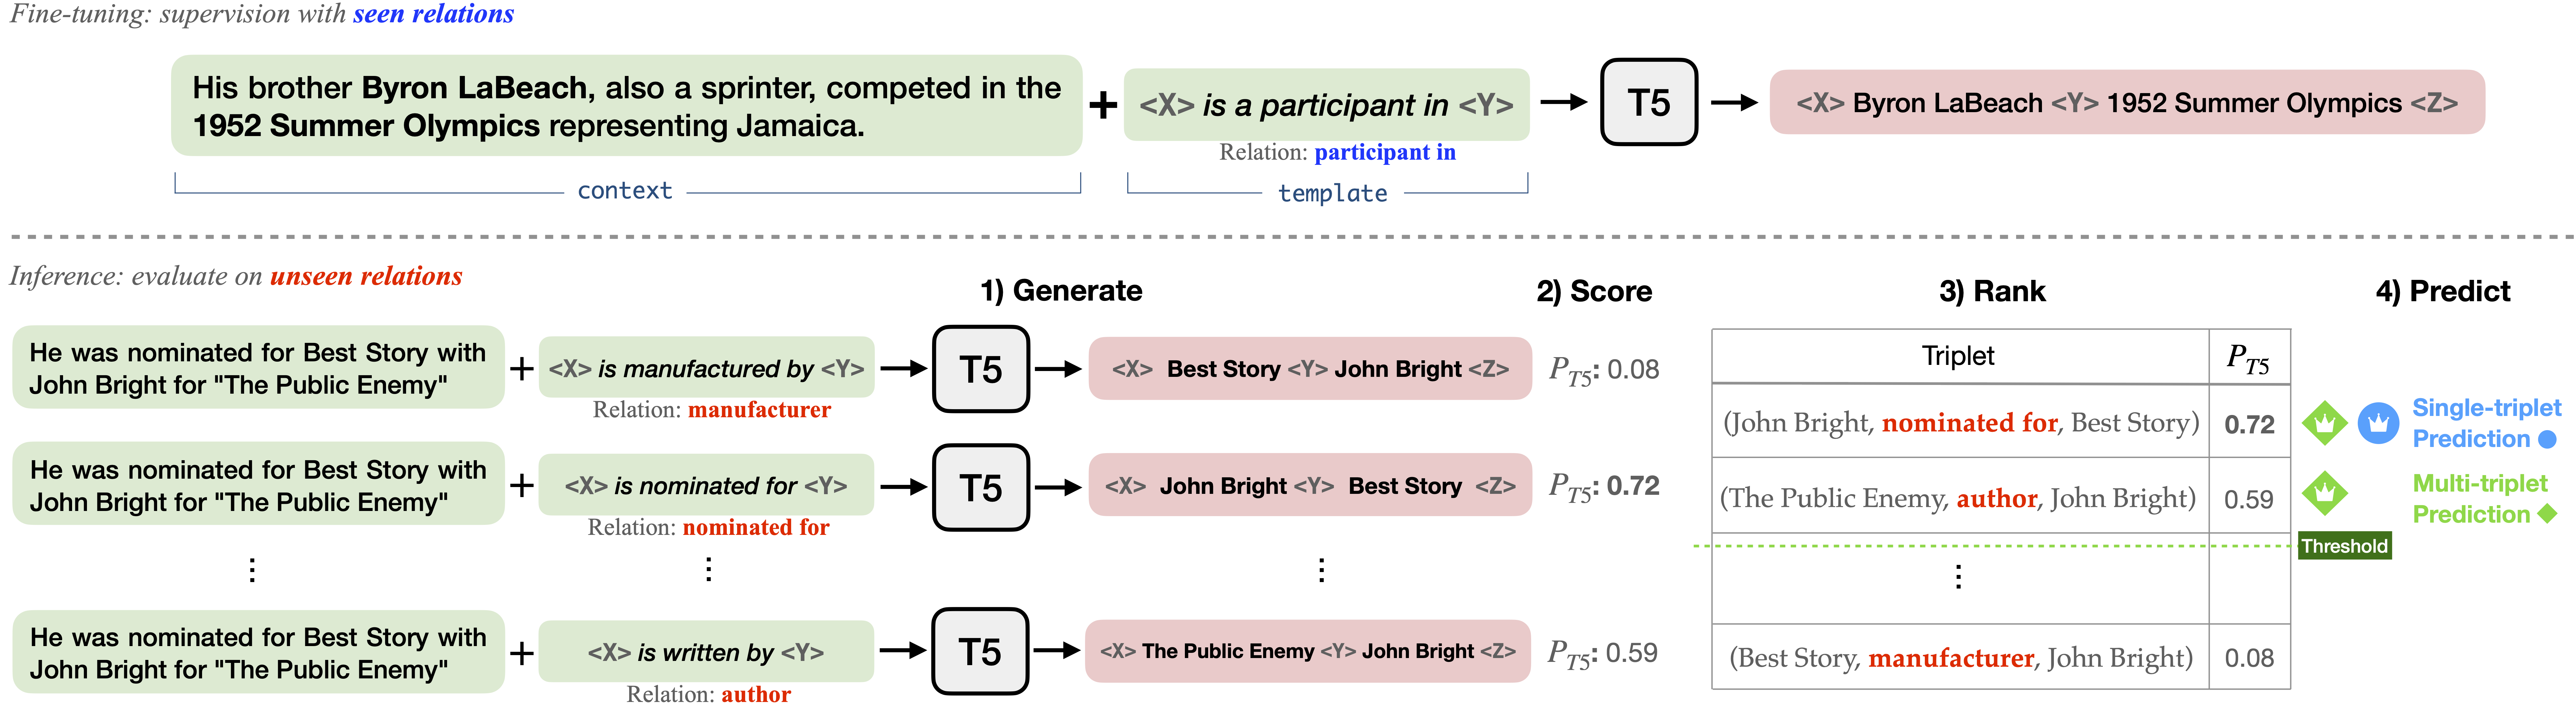 Fine-tuning: supervision with seen relations
His brother Byron LaBeach, also a sprinter, competed in the
1952 Summer Olympics representing Jamaica.
+
<X> is a participant in <Y>
Relation: participant in
T5
<X> Byron LaBeach <Y> 1952 Summer Olympics <Z>
context
template
Inference: evaluate on unseen relations
1) Generate
2) Score
3) Rank
4) Predict
He was nominated for Best Story with
John Bright for "The Public Enemy"
+
<X> is manufactured by <Y>
Relation: manufacturer
T5
<X> Best Story <Y> John Bright <Z>
P_T5: 0.08
He was nominated for Best Story with
John Bright for "The Public Enemy"
+
<X> is nominated for <Y>
Relation: nominated for
T5
<X> John Bright <Y> Best Story <Z>
P_T5: 0.72
⋮
⋮
⋮
He was nominated for Best Story with
John Bright for "The Public Enemy"
+
<X> is written by <Y>
Relation: author
T5
<X> The Public Enemy <Y> John Bright <Z>
P_T5: 0.59
Triplet P_T5
(John Bright, nominated for, Best Story) 0.72
(The Public Enemy, author, John Bright) 0.59
⋮
(Best Story, manufacturer, John Bright) 0.08
Single-triplet
Prediction
Multi-triplet
Prediction
Threshold